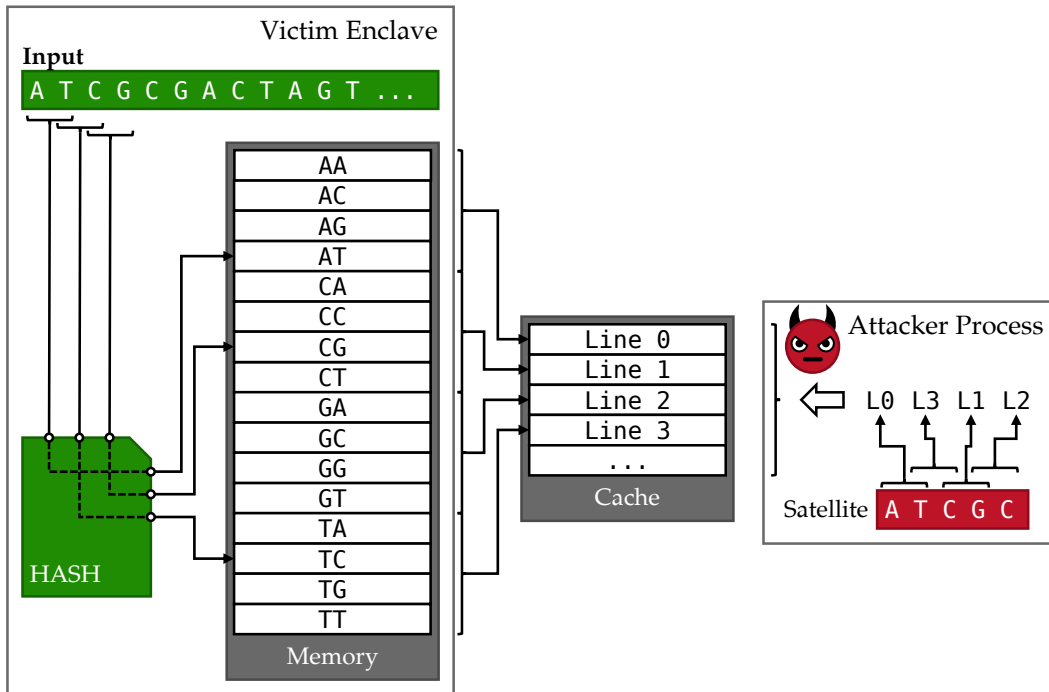 Victim Enclave
Input
A T C G C G A C T A G T ...
AA
AC
AG
AT
CA
CC
CG
CT
GA
GC
GG
GT
TA
TC
TG
TT
Memory
HASH
Line 0
Line 1
Line 2
Line 3
...
Cache
Attacker Process
L0 L3 L1 L2
Satellite A T C G C